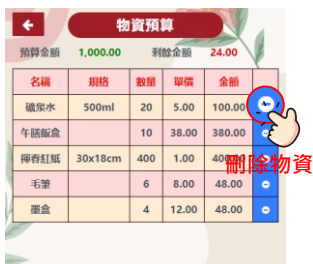 物資預算
預算金額 1,000.00 剩餘金額 24.00
名稱 規格 數量 單價 金額
礦泉水 500ml 20 5.00 100.00
午膳飯盒 10 38.00 380.00
揮春紅紙 30x18cm 400 1.00 400.00
刪除物資
毛筆 6 8.00 48.00
墨盒 4 12.00 48.00